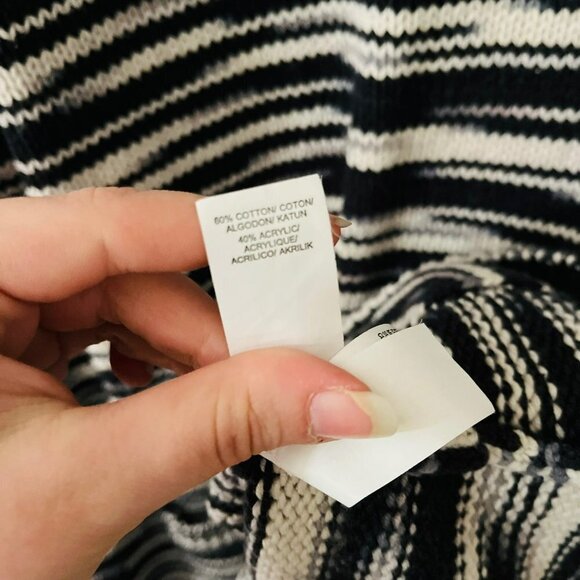 60% COTTON/ COTON/
ALGODON/ KATUN
40% ACRYLIC/
ACRYLIQUE/
ACRILICO/ AKRILIK